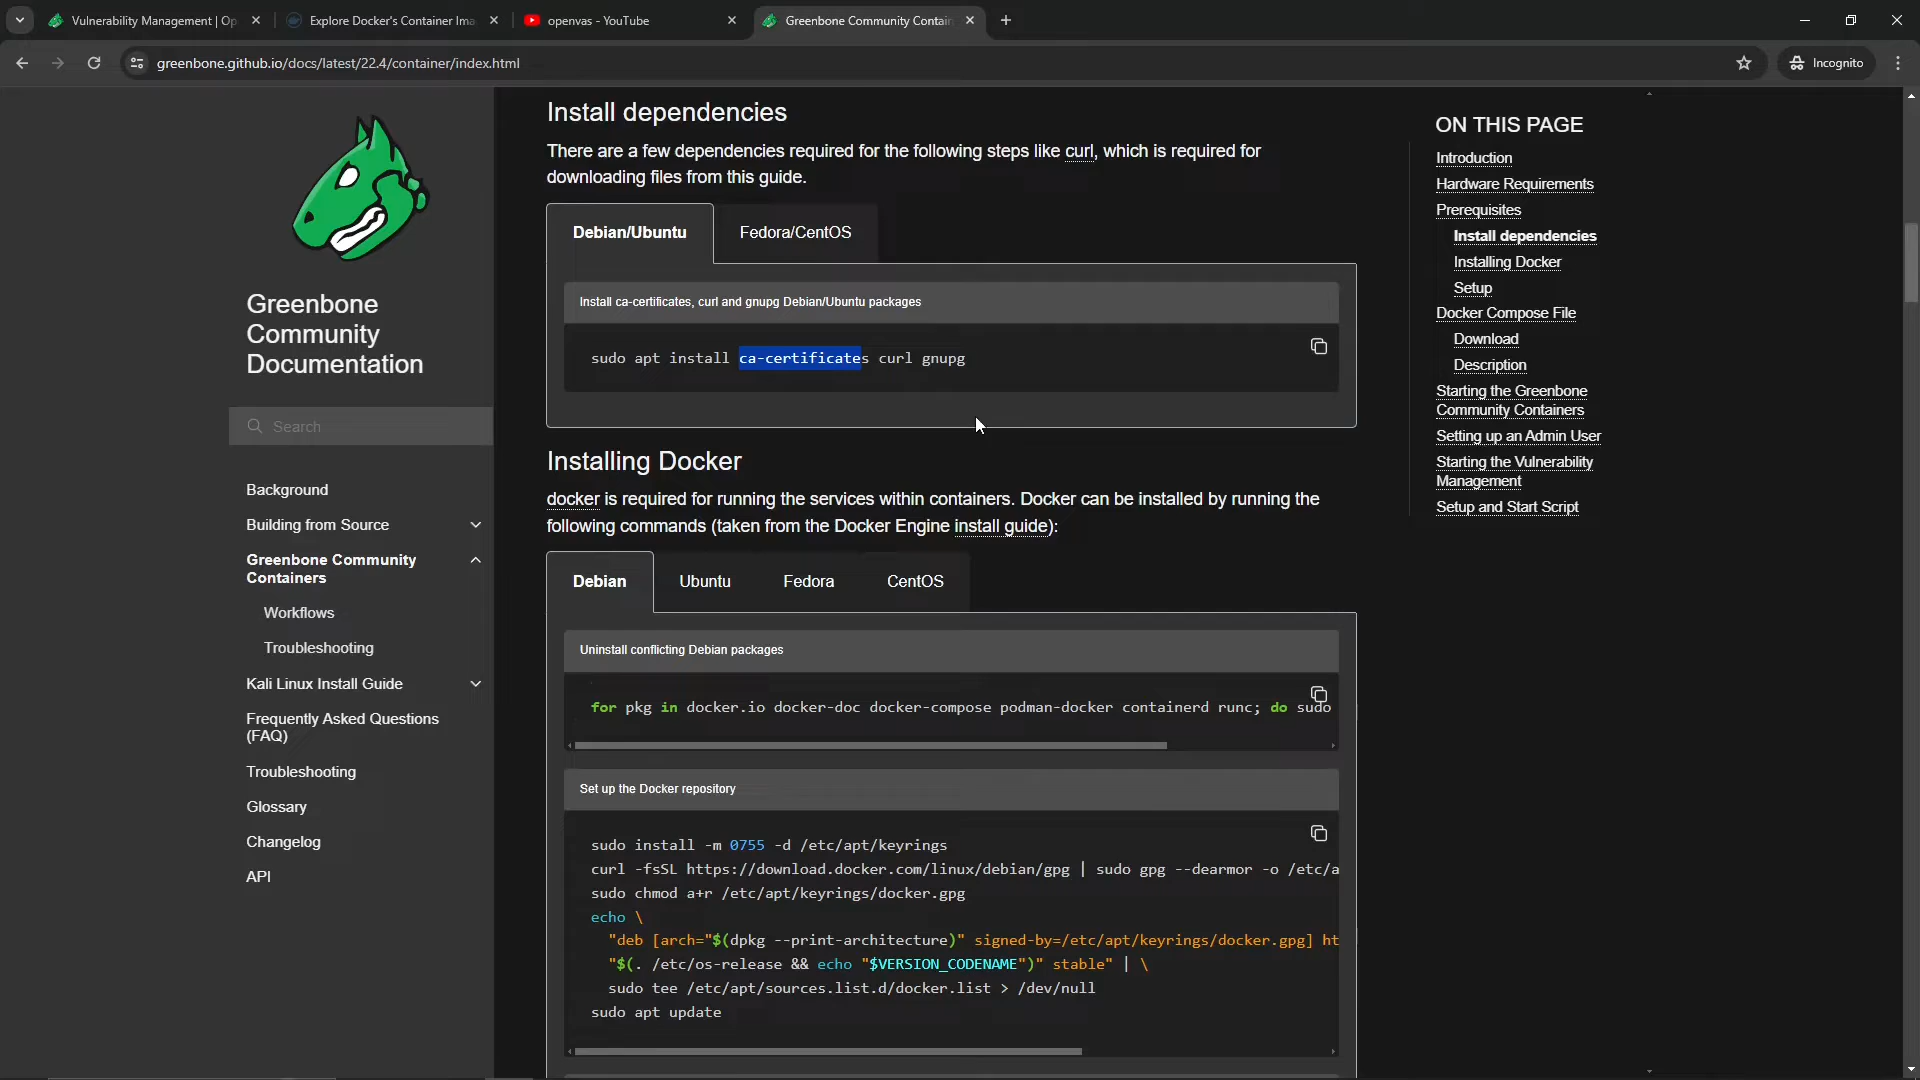 Vulnerability Management | Op
Explore Docker's Container Ima
openvas - YouTube
Greenbone Community Contain
greenbone.github.io/docs/latest/22.4/container/index.html
Incognito
Greenbone
Community
Documentation
Search
Background
Building from Source
Greenbone Community
Containers
Workflows
Troubleshooting
Kali Linux Install Guide
Frequently Asked Questions
(FAQ)
Troubleshooting
Glossary
Changelog
API
Install dependencies
There are a few dependencies required for the following steps like curl, which is required for
downloading files from this guide.
Debian/Ubuntu
Fedora/CentOS
Install ca-certificates, curl and gnupg Debian/Ubuntu packages
sudo apt install ca-certificates curl gnupg
Installing Docker
docker is required for running the services within containers. Docker can be installed by running the
following commands (taken from the Docker Engine install guide):
Debian
Ubuntu
Fedora
CentOS
Uninstall conflicting Debian packages
for pkg in docker.io docker-doc docker-compose podman-docker containerd runc; do sudo
Set up the Docker repository
sudo install -m 0755 -d /etc/apt/keyrings
curl -fsSL https://download.docker.com/linux/debian/gpg | sudo gpg --dearmor -o /etc/a
sudo chmod a+r /etc/apt/keyrings/docker.gpg
echo \
"deb [arch="$(dpkg --print-architecture)" signed-by=/etc/apt/keyrings/docker.gpg] ht
"$(. /etc/os-release && echo "$VERSION_CODENAME")" stable" | \
sudo tee /etc/apt/sources.list.d/docker.list > /dev/null
sudo apt update
ON THIS PAGE
Introduction
Hardware Requirements
Prerequisites
Install dependencies
Installing Docker
Setup
Docker Compose File
Download
Description
Starting the Greenbone
Community Containers
Setting up an Admin User
Starting the Vulnerability
Management
Setup and Start Script